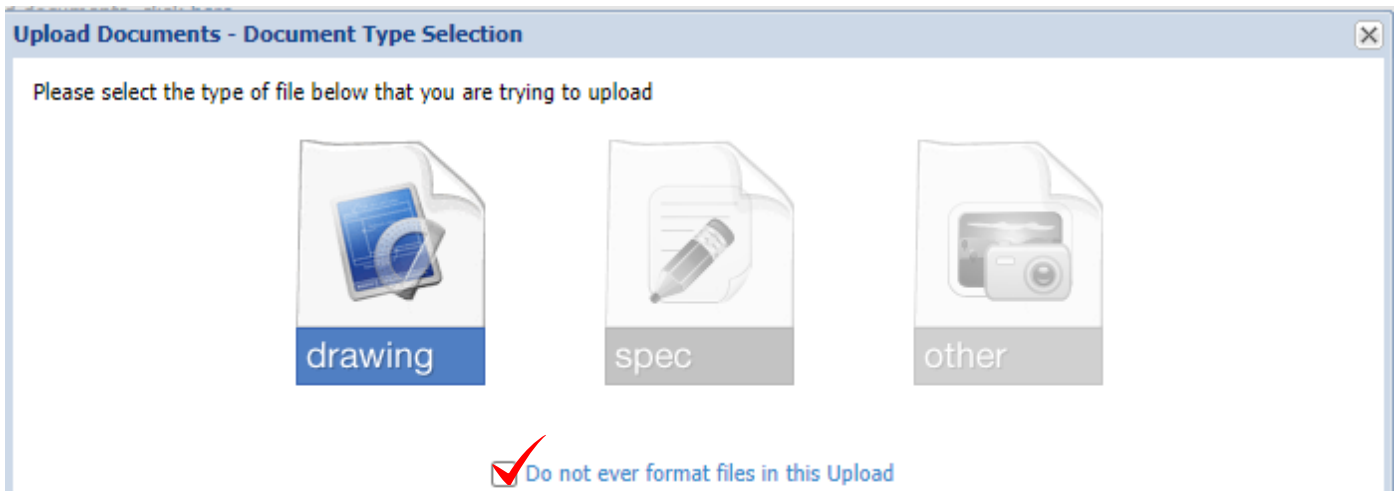 Upload Documents - Document Type Selection
Please select the type of file below that you are trying to upload
drawing
spec
other
Do not ever format files in this Upload